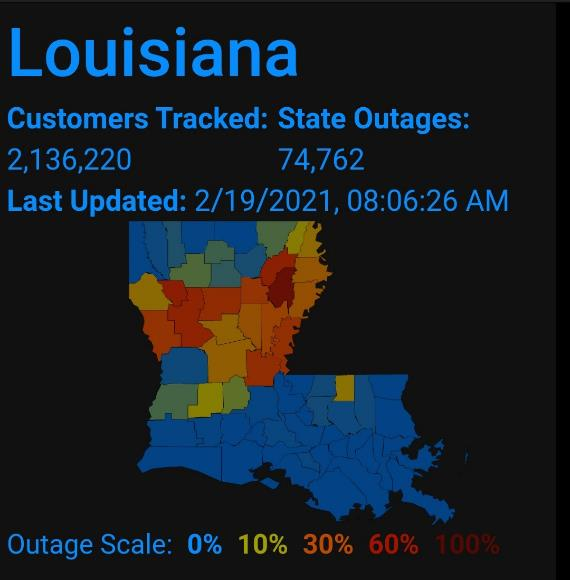 Louisiana
Customers Tracked: State Outages:
2,136,220 74,762
Last Updated: 2/19/2021, 08:06:26 AM
Outage Scale: 0% 10% 30% 60% 100%